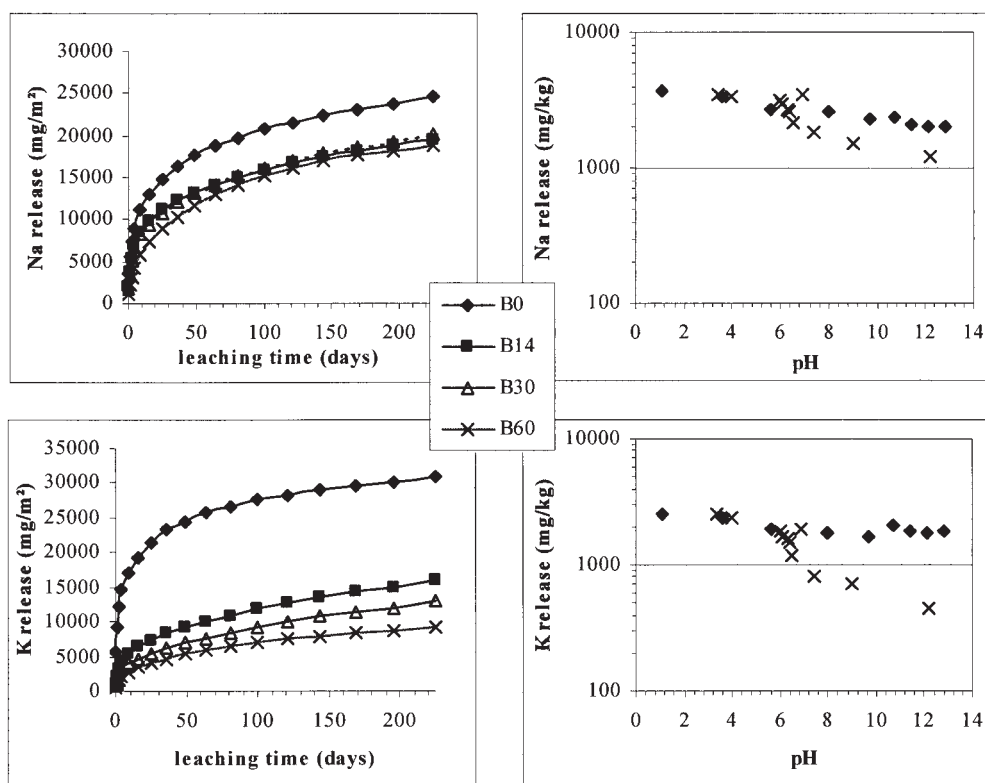 30000
25000
20000
15000
10000
5000
0
Na release (mg/m²)
0 50 100 150 200
leaching time (days)
10000
1000
100
Na release (mg/kg)
0 2 4 6 8 10 12 14
pH
B0
B14
B30
B60
35000
30000
25000
20000
15000
10000
5000
0
K release (mg/m²)
0 50 100 150 200
leaching time (days)
10000
1000
100
K release (mg/kg)
0 2 4 6 8 10 12 14
pH